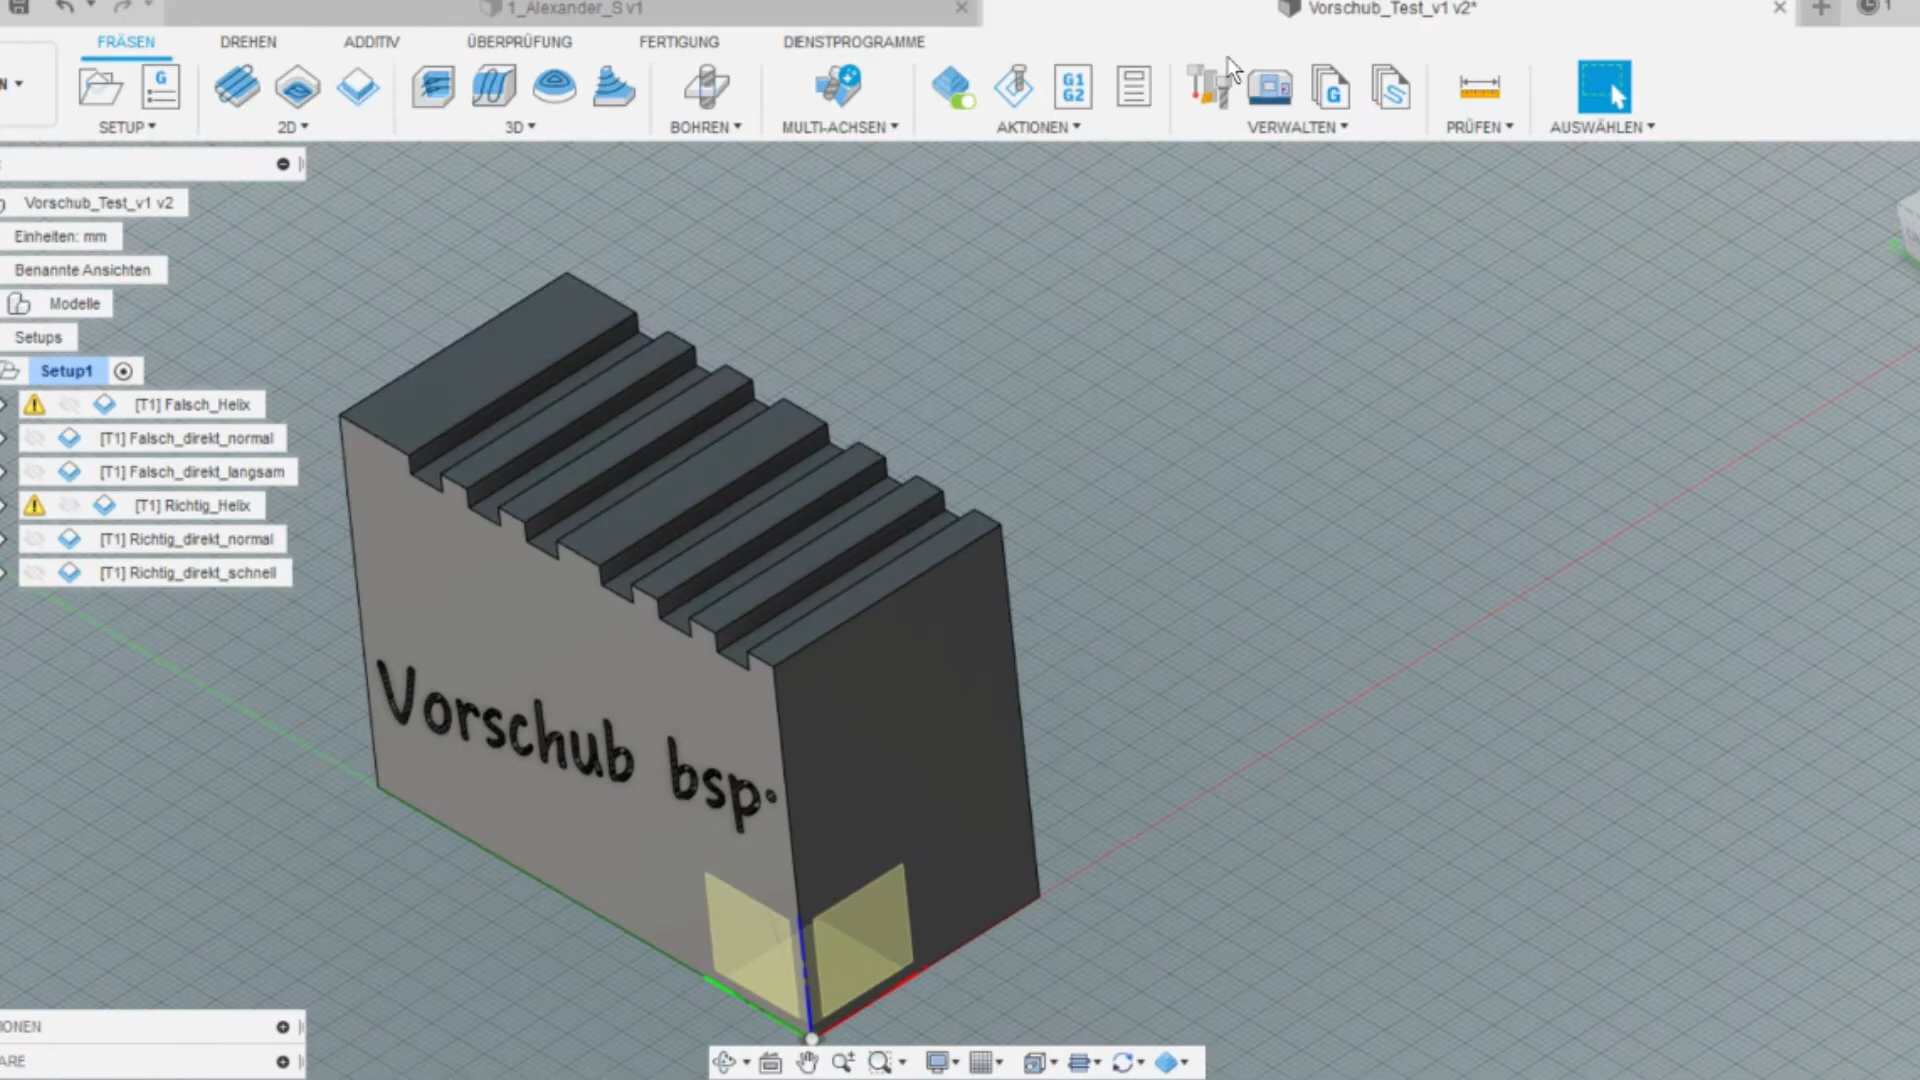 1_Alexander_S v1
Vorschub_Test_v1 v2*
1
FRÄSEN
DREHEN
ADDITIV
ÜBERPRÜFUNG
FERTIGUNG
DIENSTPROGRAMME
N
G
G1
G2
G
SETUP
2D
3D
BOHREN
MULTI-ACHSEN
AKTIONEN
VERWALTEN
PRÜFEN
AUSWÄHLEN
Vorschub_Test_v1 v2
Einheiten: mm
Benannte Ansichten
Modelle
Setups
Setup1
[T1] Falsch_Helix
[T1] Falsch_direkt_normal
[T1] Falsch_direkt_langsam
[T1] Richtig_Helix
[T1] Richtig_direkt_normal
[T1] Richtig_direkt_schnell
Vorschub bsp.
IONEN
ARE